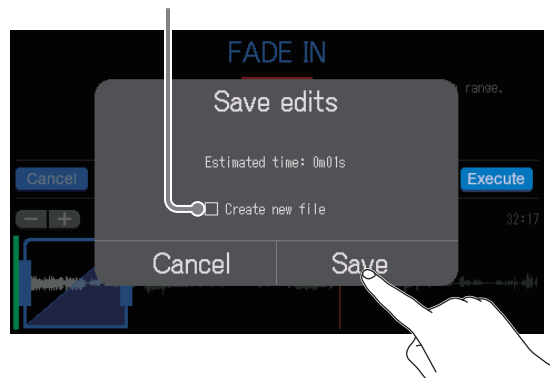 FADE IN
range.
Save edits
Estimated time: 0m01s
Cancel
Execute
Create new file
− +
32:17
Cancel
Save